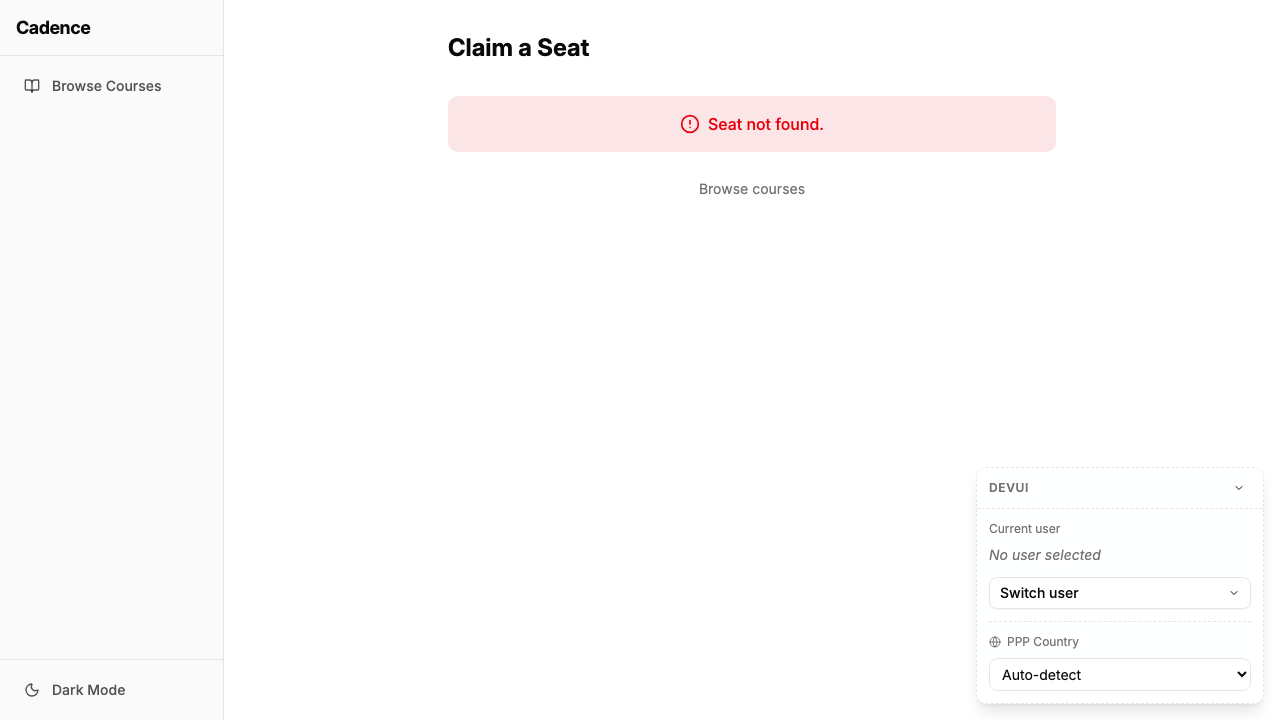 Cadence
Browse Courses
Claim a Seat
Seat not found.
Browse courses
DEVUI
Current user
No user selected
Switch user
PPP Country
Auto-detect
Dark Mode